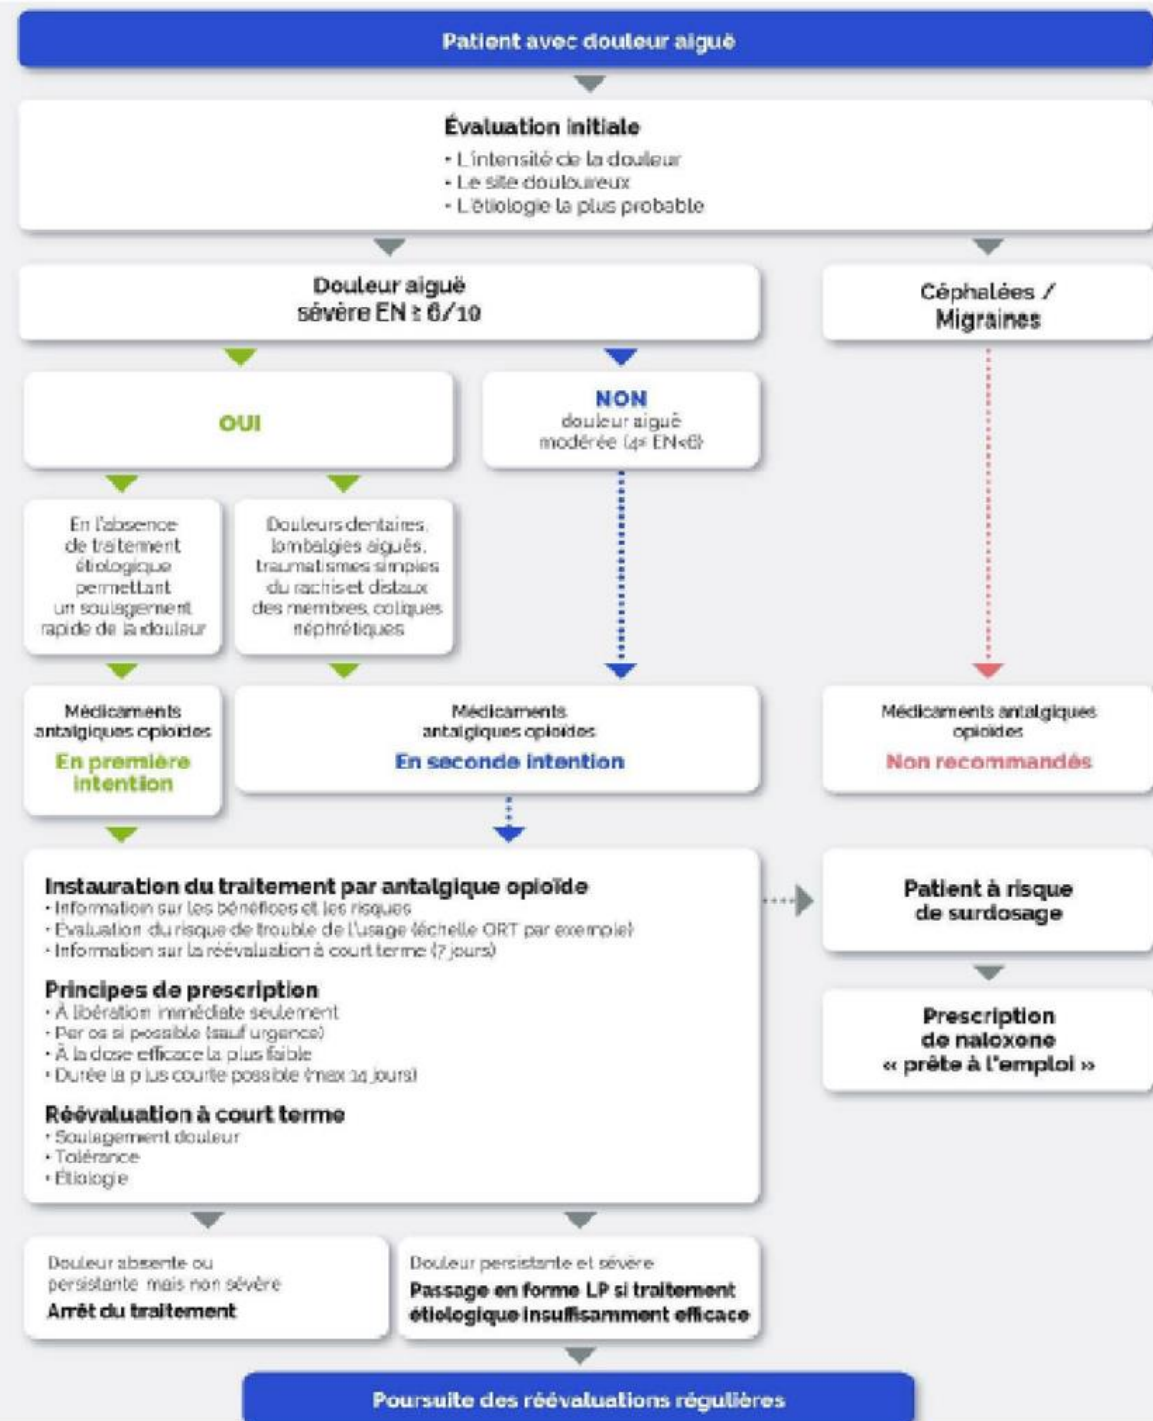 Patient avec douleur aiguë
Évaluation initiale
• L'intensité de la douleur
• Le site douloureux
• L'étiologie la plus probable
Douleur aiguë
sévère EN ≥ 6/10
Céphalées /
Migraines
OUI
NON
douleur aiguë
modérée (4≤ EN<6)
En l'absence
de traitement
étiologique
permettant
un soulagement
rapide de la douleur
Douleurs dentaires,
lombalgies aiguës,
traumatismes simples
du rachis et distaux
des membres, coliques
néphrétiques
Médicaments
antalgiques opioïdes
En première
intention
Médicaments
antalgiques opioïdes
En seconde intention
Médicaments antalgiques
opioïdes
Non recommandés
Instauration du traitement par antalgique opioïde
• Information sur les bénéfices et les risques
• Évaluation du risque de trouble de l'usage (échelle ORT par exemple)
• Information sur la réévaluation à court terme (7 jours)
Principes de prescription
• À libération immédiate seulement
• Per os si possible (sauf urgence)
• À la dose efficace la plus faible
• Durée la plus courte possible (max 14 jours)
Réévaluation à court terme
• Soulagement douleur
• Tolérance
• Étiologie
Patient à risque
de surdosage
Prescription
de naloxone
« prête à l'emploi »
Douleur absente ou
persistante mais non sévère
Arrêt du traitement
Douleur persistante et sévère
Passage en forme LP si traitement
étiologique insuffisamment efficace
Poursuite des réévaluations régulières